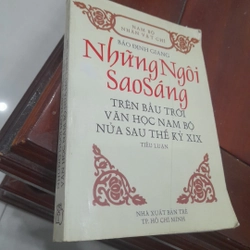 NAM BỘ
NHÂN VẬT CHÍ
BẢO ĐỊNH GIANG
Những Ngôi
Sao Sáng
TRÊN BẦU TRỜI
VĂN HỌC NAM BỘ
NỬA SAU THẾ KỶ XIX
TIỂU LUẬN
NHÀ XUẤT BẢN TRẺ
TP. HỒ CHÍ MINH